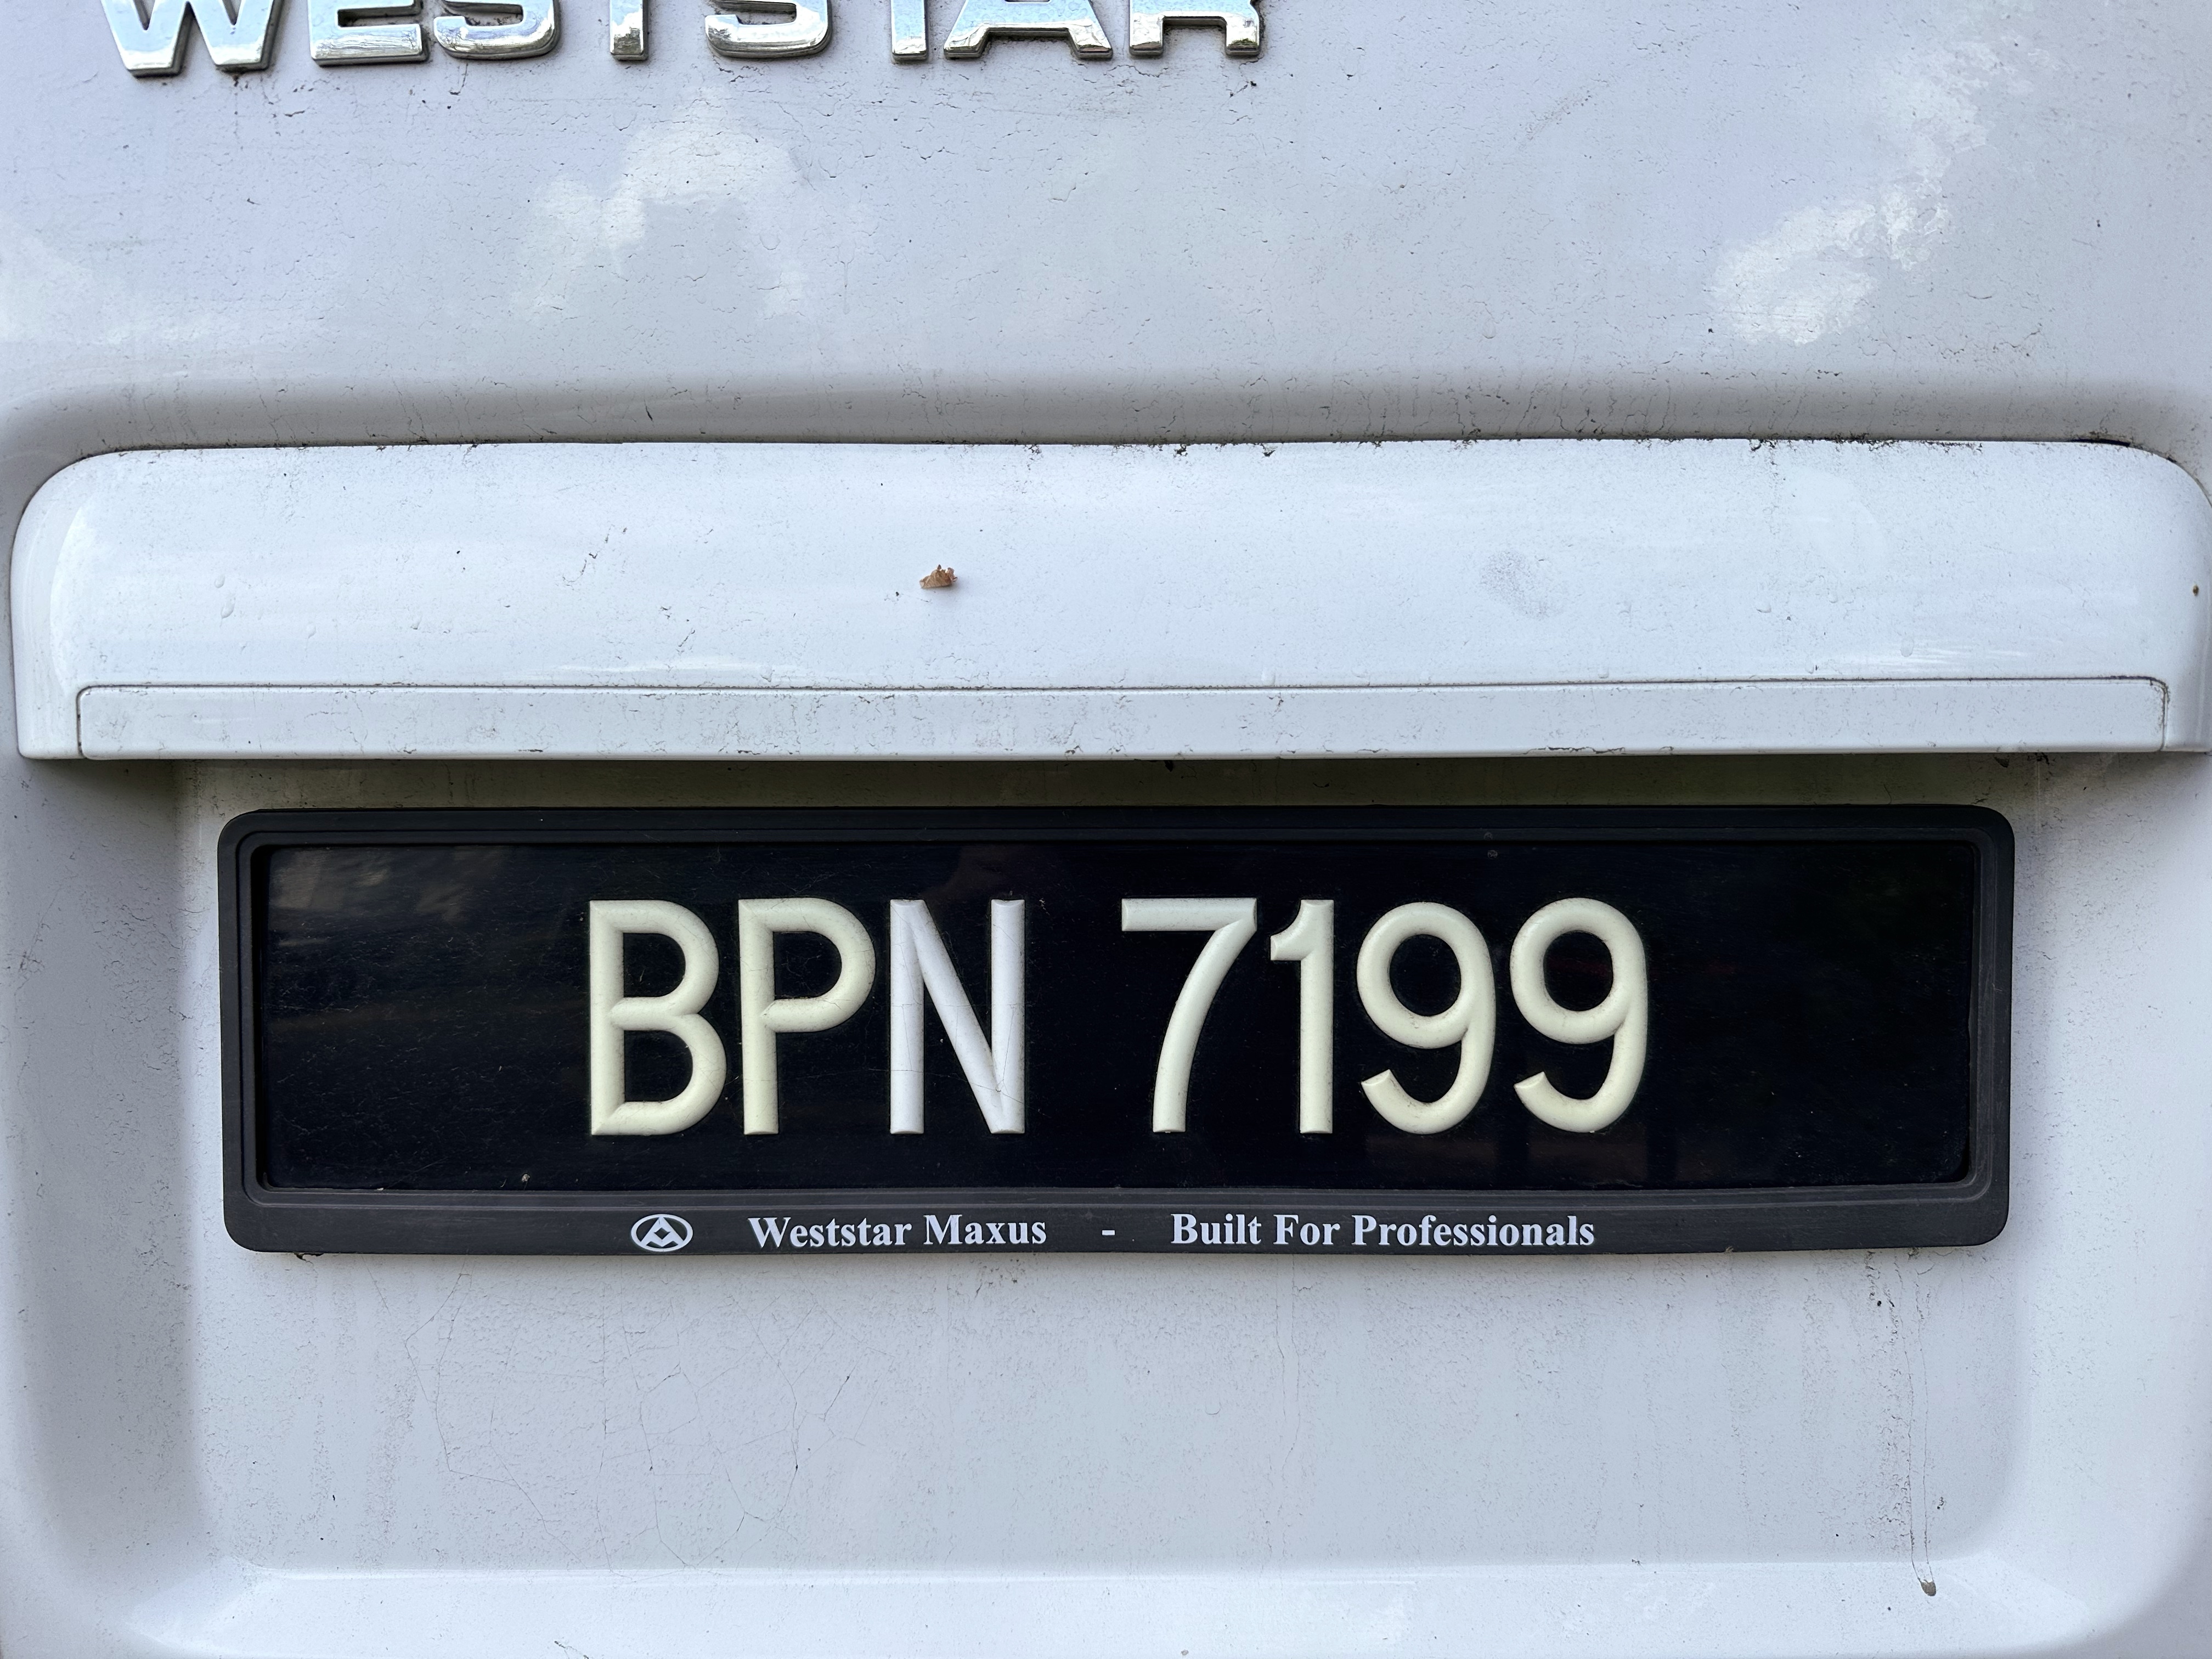 WESTSTAR
BPN 7199
Weststar Maxus - Built For Professionals